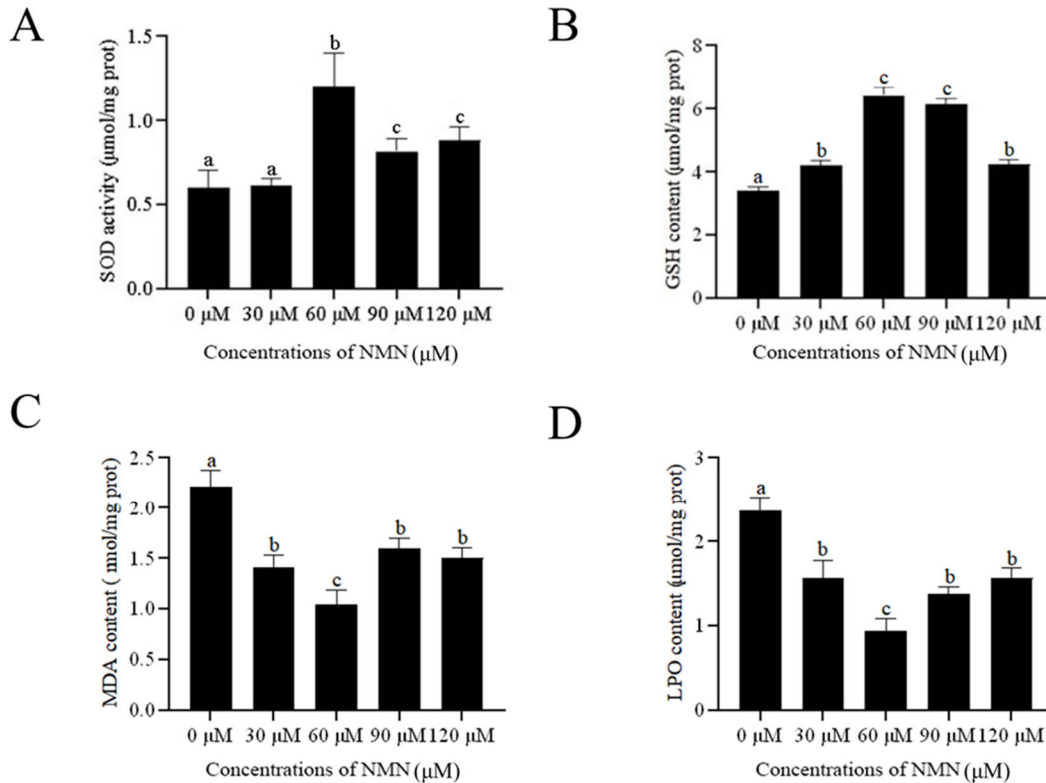 A
SOD activity (μmol/mg prot)
1.5
1.0
0.5
0.0
a
a
b
c
c
0 μM 30 μM 60 μM 90 μM 120 μM
Concentrations of NMN (μM)
B
GSH content (μmol/mg prot)
8
6
4
2
0
a
b
c
c
b
0 μM 30 μM 60 μM 90 μM 120 μM
Concentrations of NMN (μM)
C
MDA content ( nmol/mg prot)
2.5
2.0
1.5
1.0
0.5
0.0
a
b
c
b
b
0 μM 30 μM 60 μM 90 μM 120 μM
Concentrations of NMN (μM)
D
LPO content (μmol/mg prot)
3
2
1
0
a
b
c
b
b
0 μM 30 μM 60 μM 90 μM 120 μM
Concentrations of NMN (μM)